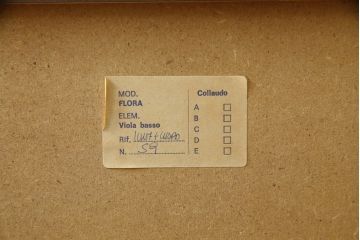 MOD.
FLORA
ELEM.
Viola basso
RIF.
N. 59
Collaudo
A
B
C
D
E